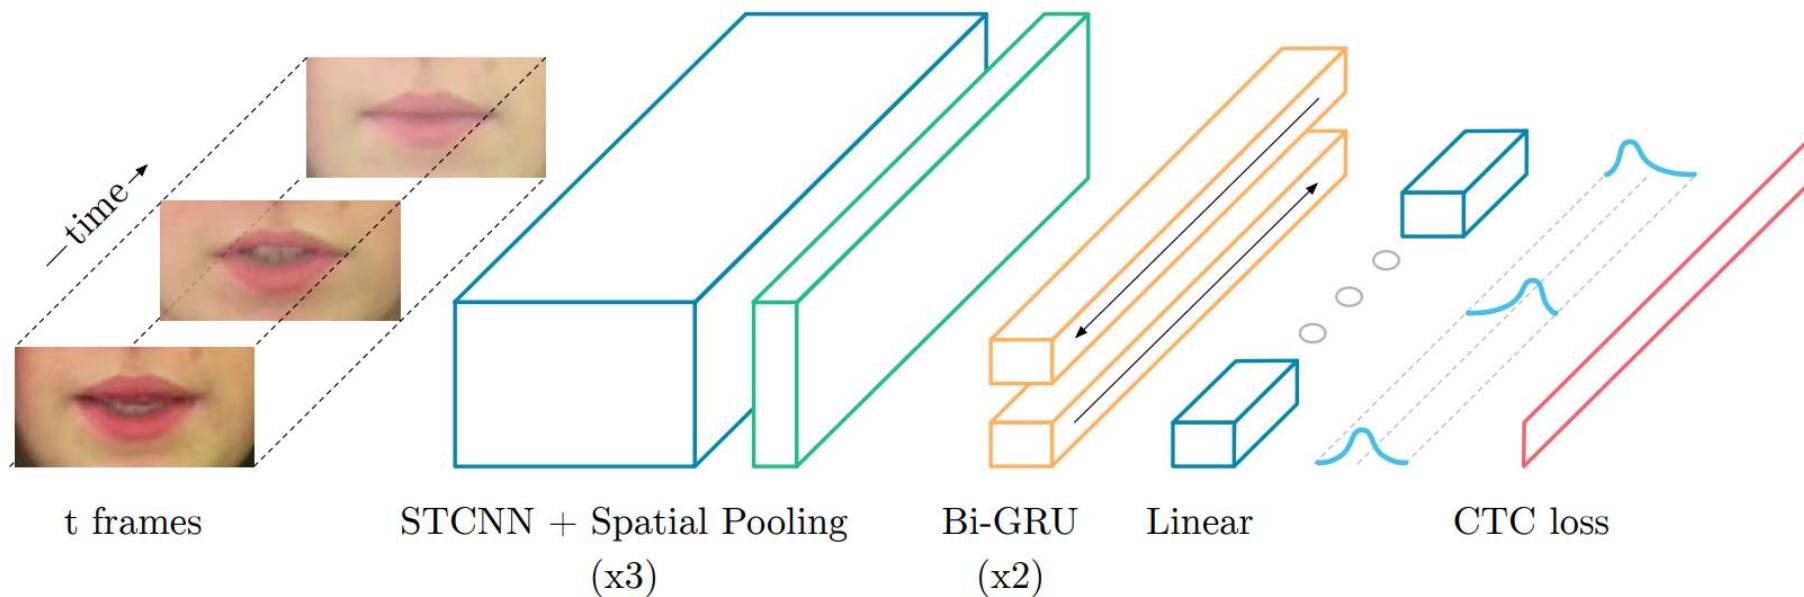 time
t frames
STCNN + Spatial Pooling
(x3)
Bi-GRU
(x2)
Linear
CTC loss